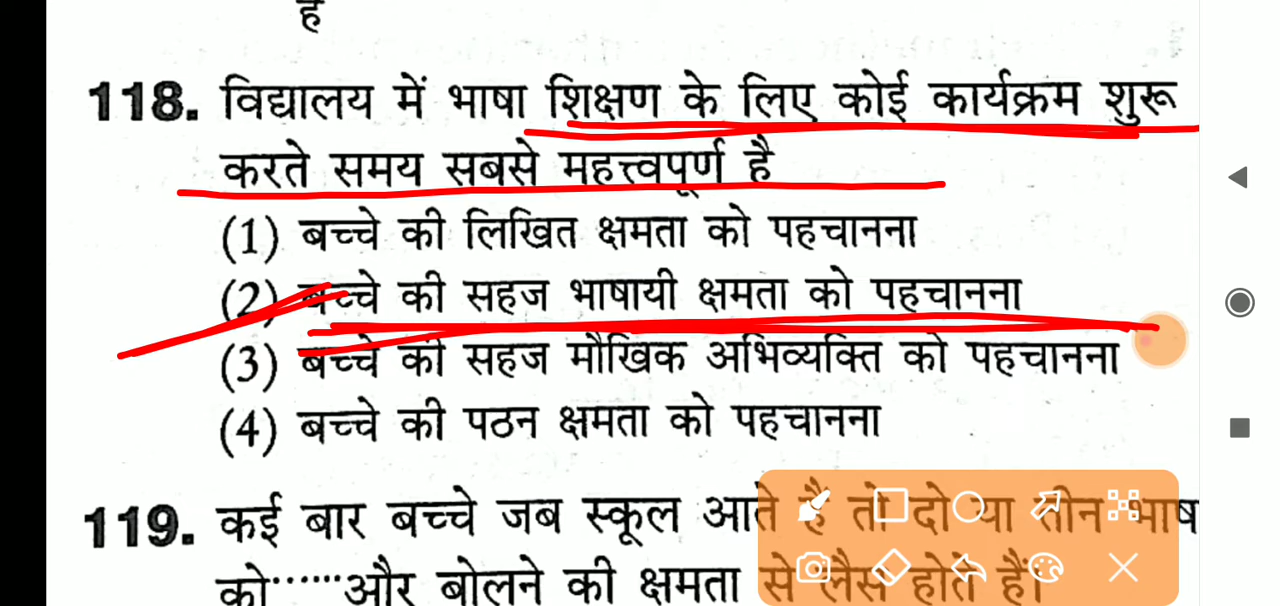 है
118. विद्यालय में भाषा शिक्षण के लिए कोई कार्यक्रम शुरू
करते समय सबसे महत्त्वपूर्ण है
(1) बच्चे की लिखित क्षमता को पहचानना
(2) बच्चे की सहज भाषायी क्षमता को पहचानना
(3) बच्चे की सहज मौखिक अभिव्यक्ति को पहचानना
(4) बच्चे की पठन क्षमता को पहचानना
119. कई बार बच्चे जब स्कूल आते हैं तो दो या तीन भाष
को......और बोलने की क्षमता से लैस होते हैं।